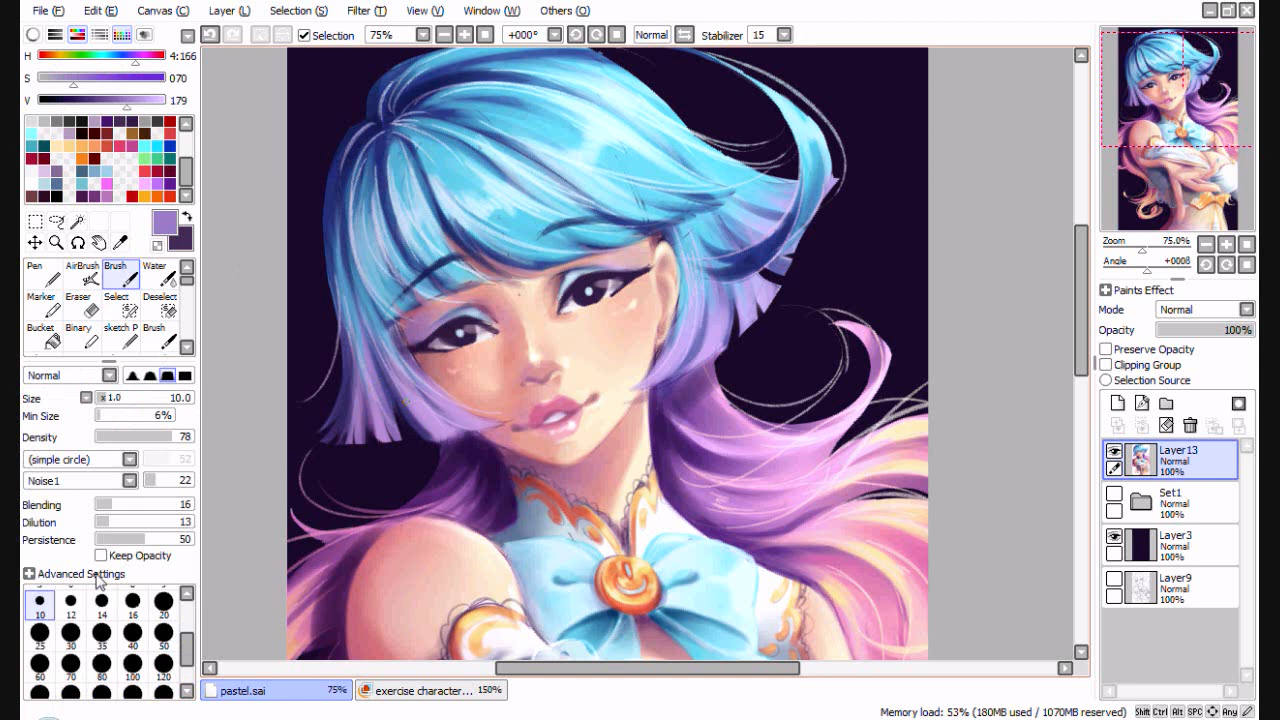 File (F) Edit (E) Canvas (C) Layer (L) Selection (S) Filter (T) View (V) Window (W) Others (O)
Selection 75% +000° Normal Stabilizer 15
H 4:166
S 070
V 179
Pen AirBrush Brush Water
Marker Eraser Select Deselect
Bucket Binary sketch P Brush
Normal
Size x 1.0 10.0
Min Size 6%
Density 78
(simple circle) 52
Noise1 22
Blending 16
Dilution 13
Persistence 50
Keep Opacity
Advanced Settings
10 12 14 16 20
25 30 35 40 50
60 70 80 100 120
pastel.sai 75% exercise character... 150%
Zoom 75.0%
Angle +000ß
Paints Effect
Mode Normal
Opacity 100%
Preserve Opacity
Clipping Group
Selection Source
Layer13
Normal
100%
Set1
Normal
100%
Layer3
Normal
100%
Layer9
Normal
100%
Memory load: 53% (180MB used / 1070MB reserved) Shift Ctrl Alt SPC Any